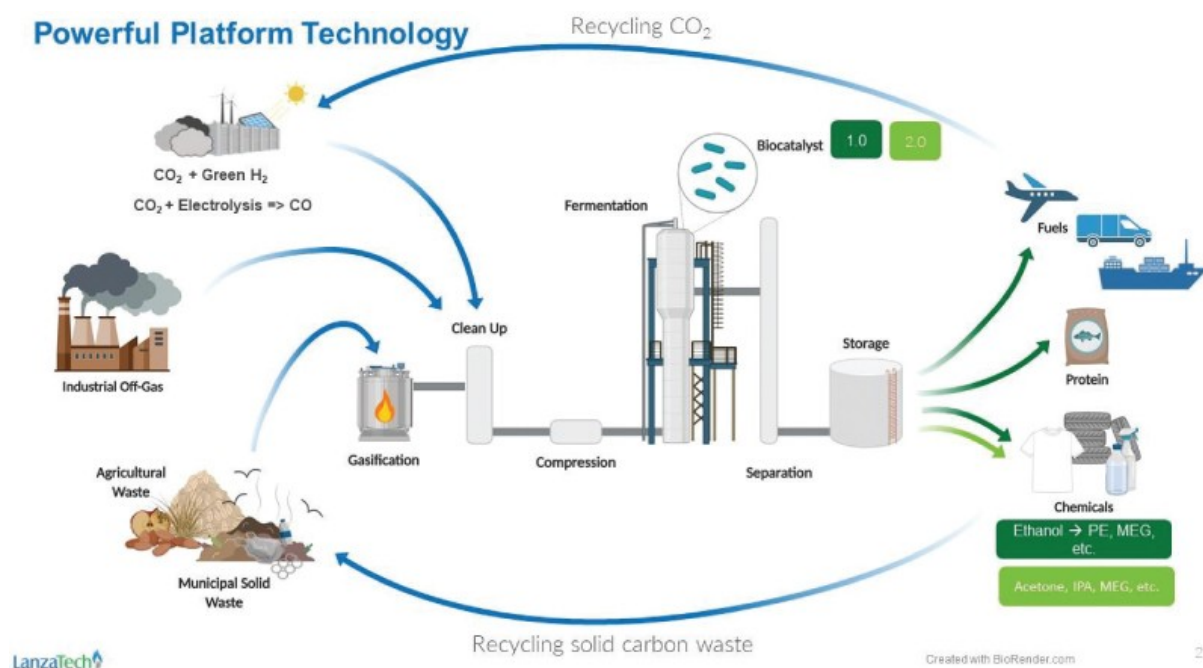 Powerful Platform Technology
Recycling CO₂
CO₂ + Green H₂
CO₂ + Electrolysis => CO
Biocatalyst
1.0
2.0
Fermentation
Fuels
Industrial Off-Gas
Clean Up
Storage
Protein
Gasification
Compression
Separation
Agricultural
Waste
Chemicals
Ethanol → PE, MEG,
etc.
Municipal Solid
Waste
Acetone, IPA, MEG, etc.
Recycling solid carbon waste
LanzaTech
Created with BioRender.com
2